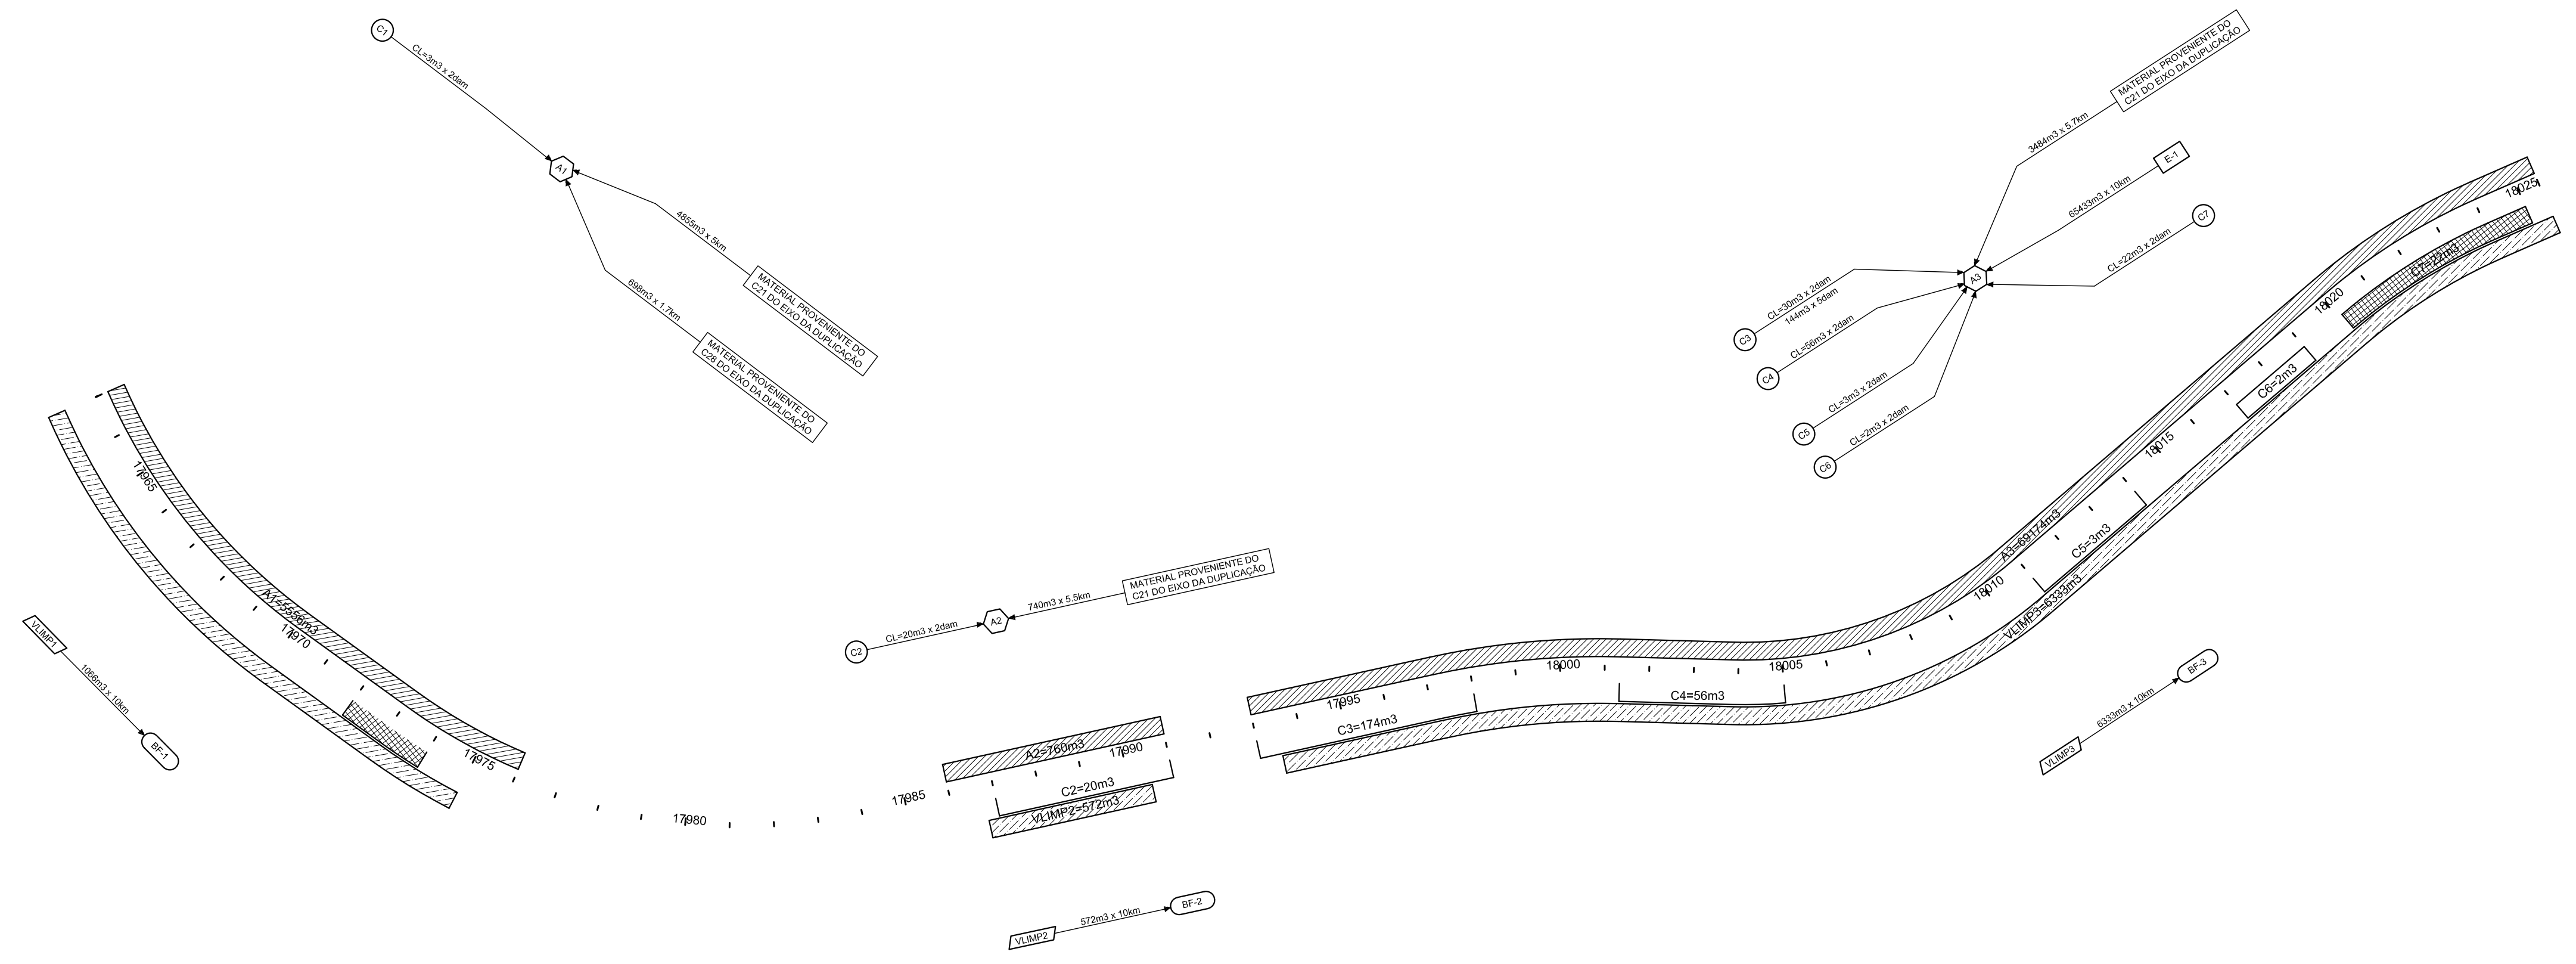 C1
CL=3m3 x 2dam
A1
4855m3 x 5km
MATERIAL PROVENIENTE DO
C21 DO EIXO DA DUPLICAÇÃO
698m3 x 1.7km
MATERIAL PROVENIENTE DO
C28 DO EIXO DA DUPLICAÇÃO
17965
A1=5556m3
17970
17975
VLIMP1
1066m3 x 10km
BF-1
17980
17985
C2
CL=20m3 x 2dam
A2
740m3 x 5.5km
MATERIAL PROVENIENTE DO
C21 DO EIXO DA DUPLICAÇÃO
A2=760m3
17990
C2=20m3
VLIMP2=572m3
VLIMP2
572m3 x 10km
BF-2
MATERIAL PROVENIENTE DO
C21 DO EIXO DA DUPLICAÇÃO
3484m3 x 5.7km
E-1
65433m3 x 10km
C7
CL=22m3 x 2dam
A3
CL=30m3 x 2dam
144m3 x 5dam
C3
CL=56m3 x 2dam
C4
CL=3m3 x 2dam
C5
CL=2m3 x 2dam
C6
17995
C3=174m3
18000
C4=56m3
18005
18010
A3=69174m3
C5=3m3
VLIMP3=6333m3
18015
C6=2m3
18020
C7=22m3
18025
VLIMP3
6333m3 x 10km
BF-3